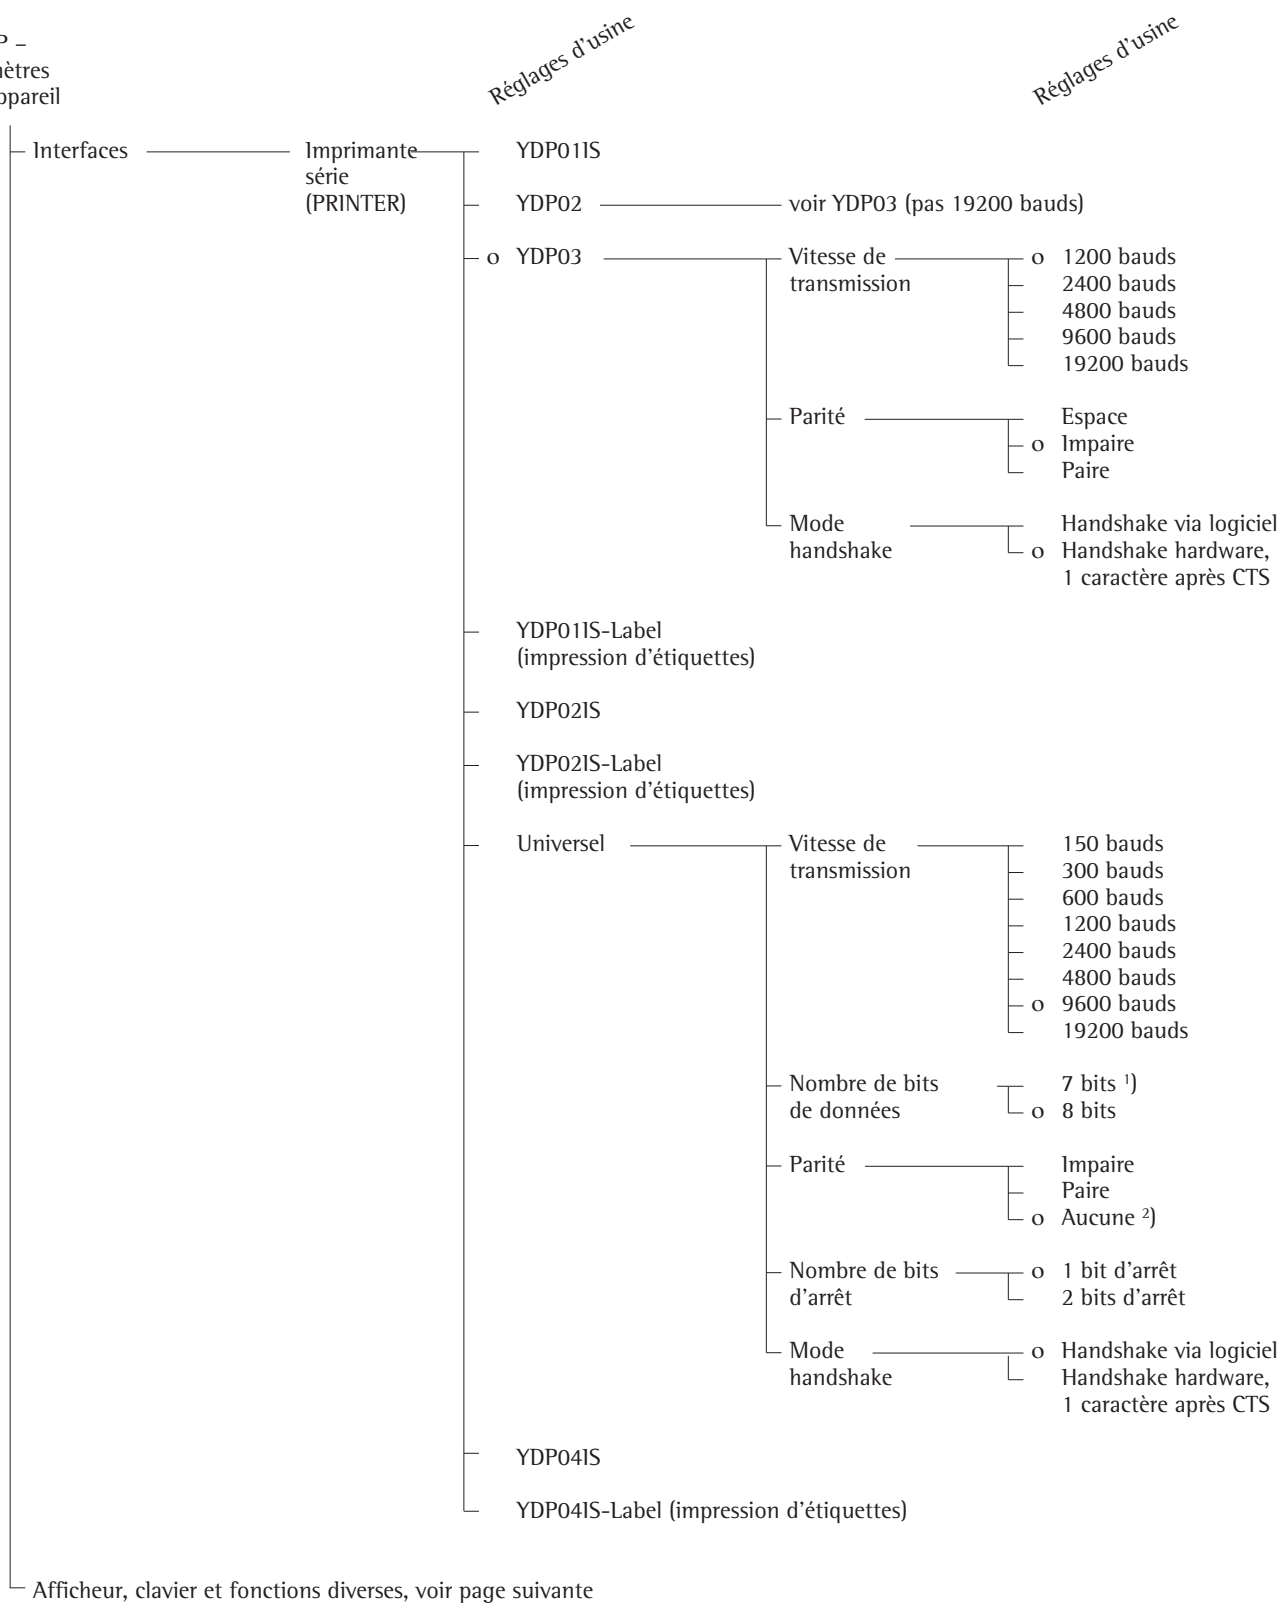 Réglages d'usine
Réglages d'usine
P –
ppareil
Interfaces
Imprimante
série
(PRINTER)
YDP01IS
YDP02
voir YDP03 (pas 19200 bauds)
o YDP03
Vitesse de
transmission
o 1200 bauds
2400 bauds
4800 bauds
9600 bauds
19200 bauds
Parité
Espace
o Impaire
Paire
Mode
handshake
Handshake via logiciel
o Handshake hardware,
1 caractère après CTS
YDP01IS-Label
(impression d'étiquettes)
YDP02IS
YDP02IS-Label
(impression d'étiquettes)
Universel
Vitesse de
transmission
150 bauds
300 bauds
600 bauds
1200 bauds
2400 bauds
4800 bauds
o 9600 bauds
19200 bauds
Nombre de bits
de données
7 bits ¹)
o 8 bits
Parité
Impaire
Paire
o Aucune ²)
Nombre de bits
d'arrêt
o 1 bit d'arrêt
2 bits d'arrêt
Mode
handshake
o Handshake via logiciel
Handshake hardware,
1 caractère après CTS
YDP04IS
YDP04IS-Label (impression d'étiquettes)
Afficheur, clavier et fonctions diverses, voir page suivante